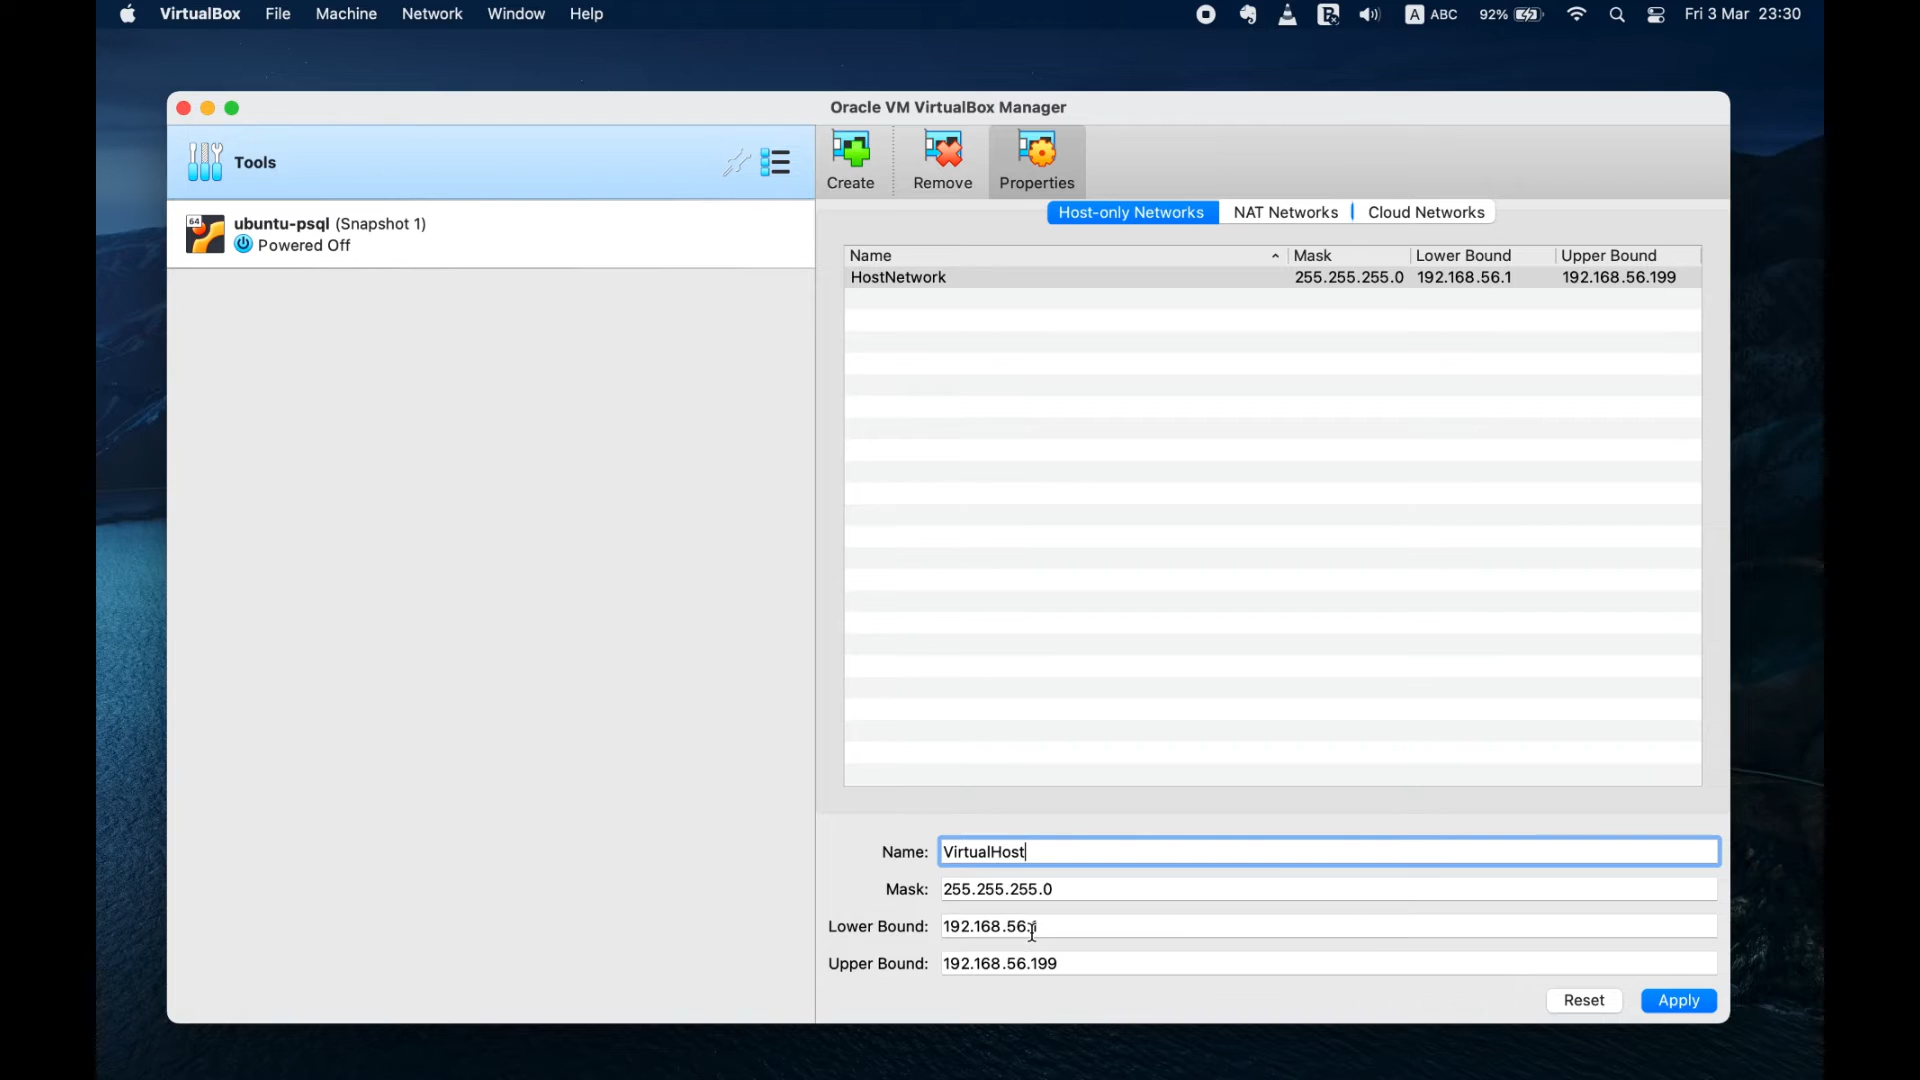 VirtualBox File Machine Network Window Help ABC 92% Fri 3 Mar 23:30
Oracle VM VirtualBox Manager
Tools
Create Remove Properties
64 ubuntu-psql (Snapshot 1)
Powered Off
Host-only Networks NAT Networks Cloud Networks
Name Mask Lower Bound Upper Bound
HostNetwork 255.255.255.0 192.168.56.1 192.168.56.199
Name: VirtualHost
Mask: 255.255.255.0
Lower Bound: 192.168.56.1
Upper Bound: 192.168.56.199
Reset Apply